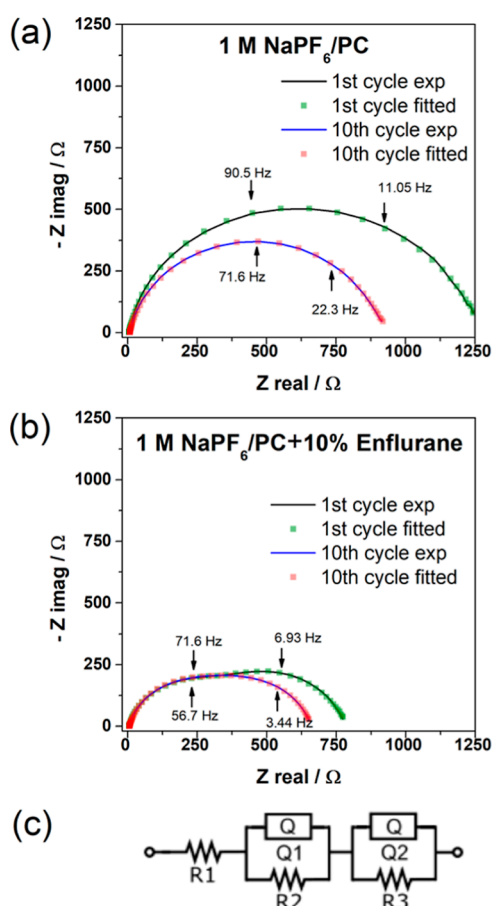 (a)
1 M NaPF6/PC
1st cycle exp
1st cycle fitted
10th cycle exp
10th cycle fitted
90.5 Hz
11.05 Hz
71.6 Hz
22.3 Hz
1250
1000
750
500
250
0
- Z imag / Ω
0 250 500 750 1000 1250
Z real / Ω
(b)
1 M NaPF6/PC+10% Enflurane
1st cycle exp
1st cycle fitted
10th cycle exp
10th cycle fitted
71.6 Hz
6.93 Hz
56.7 Hz
3.44 Hz
1250
1000
750
500
250
0
- Z imag / Ω
0 250 500 750 1000 1250
Z real / Ω
(c)
Q Q
Q1 Q2
R1 R2 R3